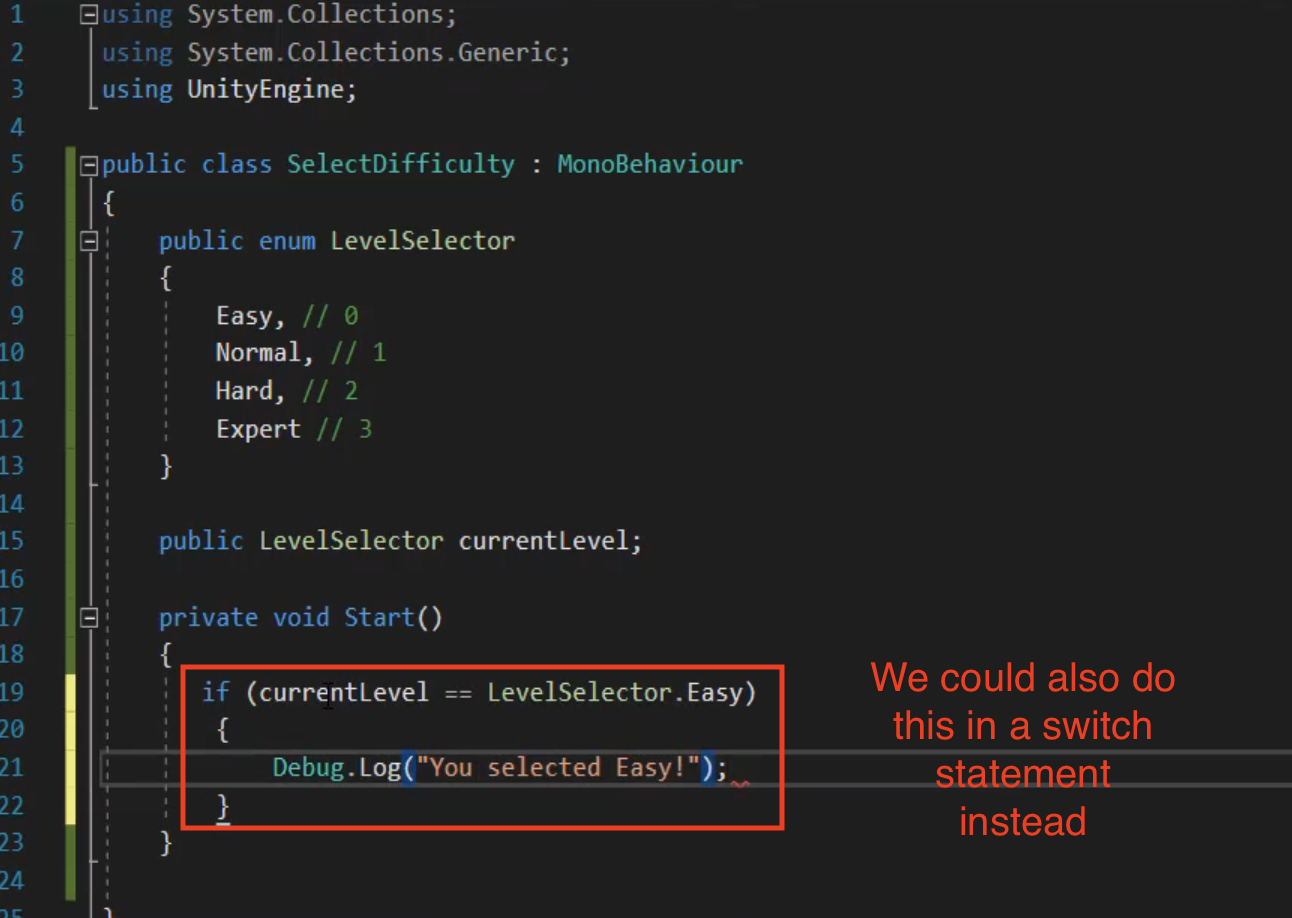 1 using System.Collections;
2 using System.Collections.Generic;
3 using UnityEngine;
4
5 public class SelectDifficulty : MonoBehaviour
6 {
7 public enum LevelSelector
8 {
9 Easy, // 0
10 Normal, // 1
11 Hard, // 2
12 Expert // 3
13 }
14
15 public LevelSelector currentLevel;
16
17 private void Start()
18 {
19 if (currentLevel == LevelSelector.Easy)
20 {
21 Debug.Log("You selected Easy!");
22 }
23 }
24
25 }
We could also do
this in a switch
statement
instead